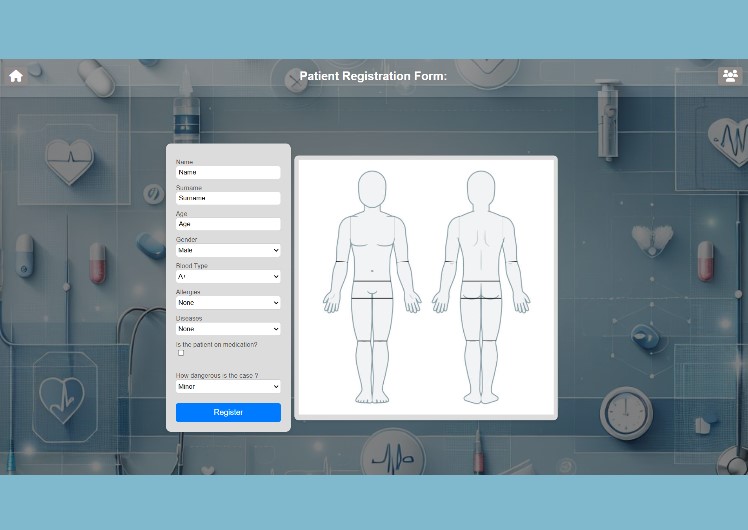 Patient Registration Form:
Name
Name
Surname
Surname
Age
Age
Gender
Male
Blood Type
A+
Allergies
None
Diseases
None
Is the patient on medication?
How dangerous is the case ?
Minor
Register